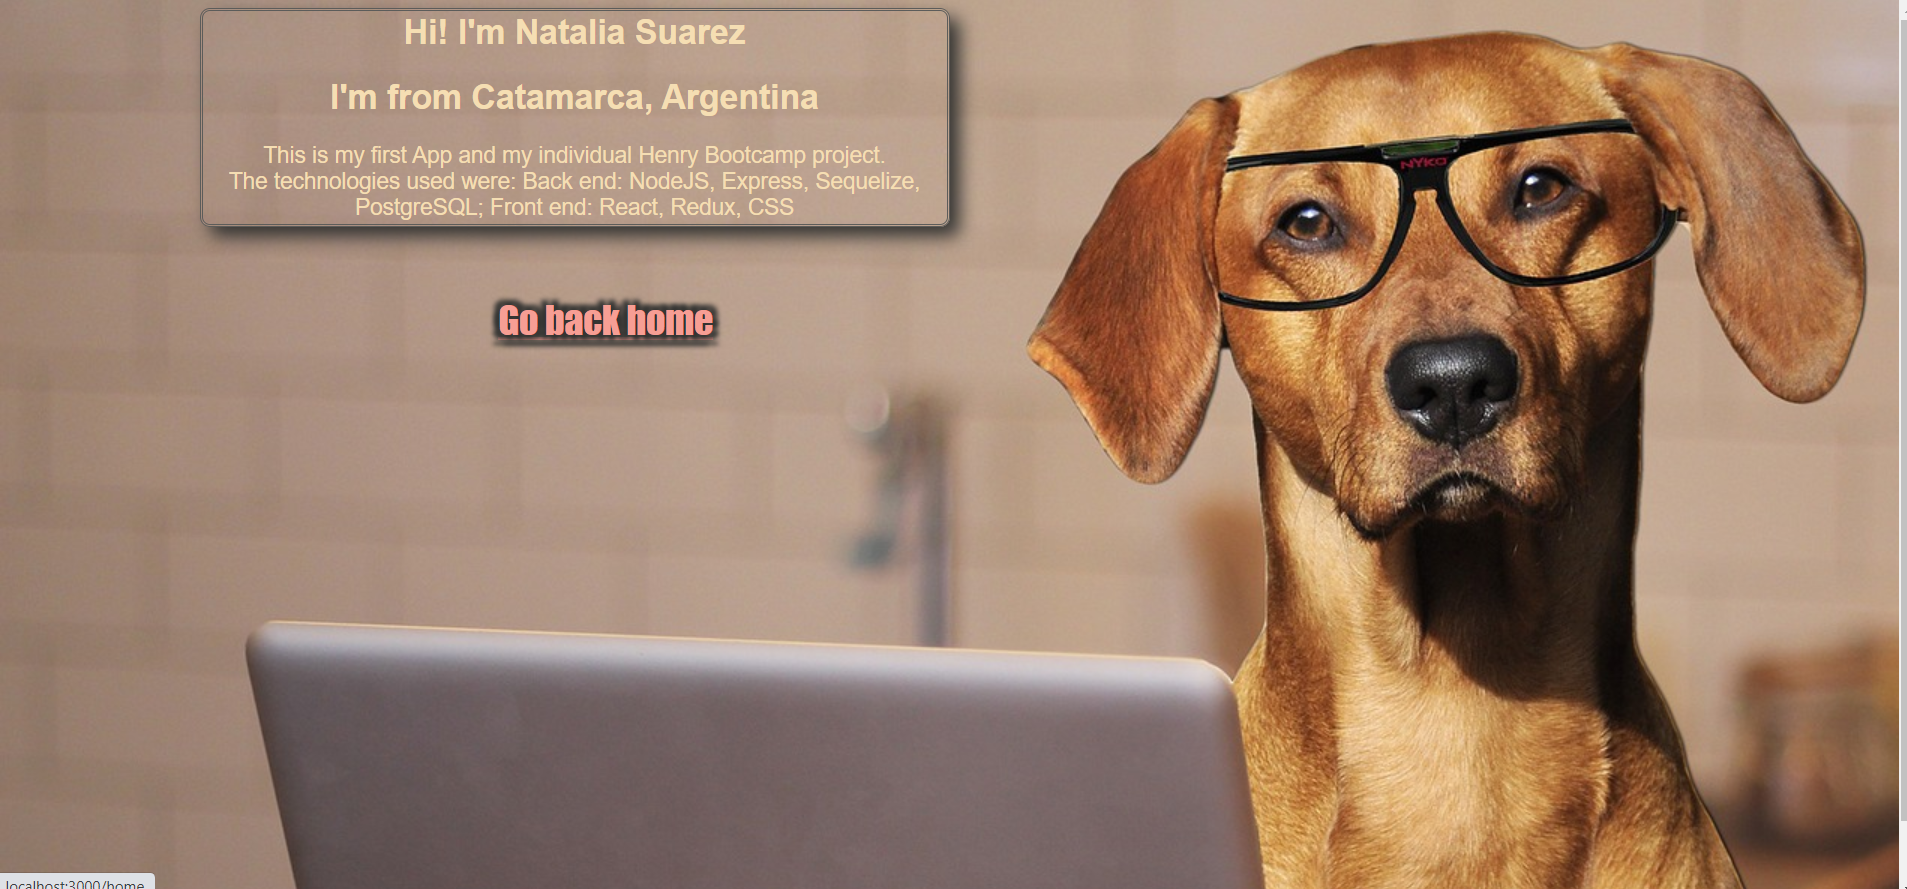 Hi! I'm Natalia Suarez
I'm from Catamarca, Argentina
This is my first App and my individual Henry Bootcamp project.
The technologies used were: Back end: NodeJS, Express, Sequelize,
PostgreSQL; Front end: React, Redux, CSS
NYKO
Go back home
localhost:3000/home